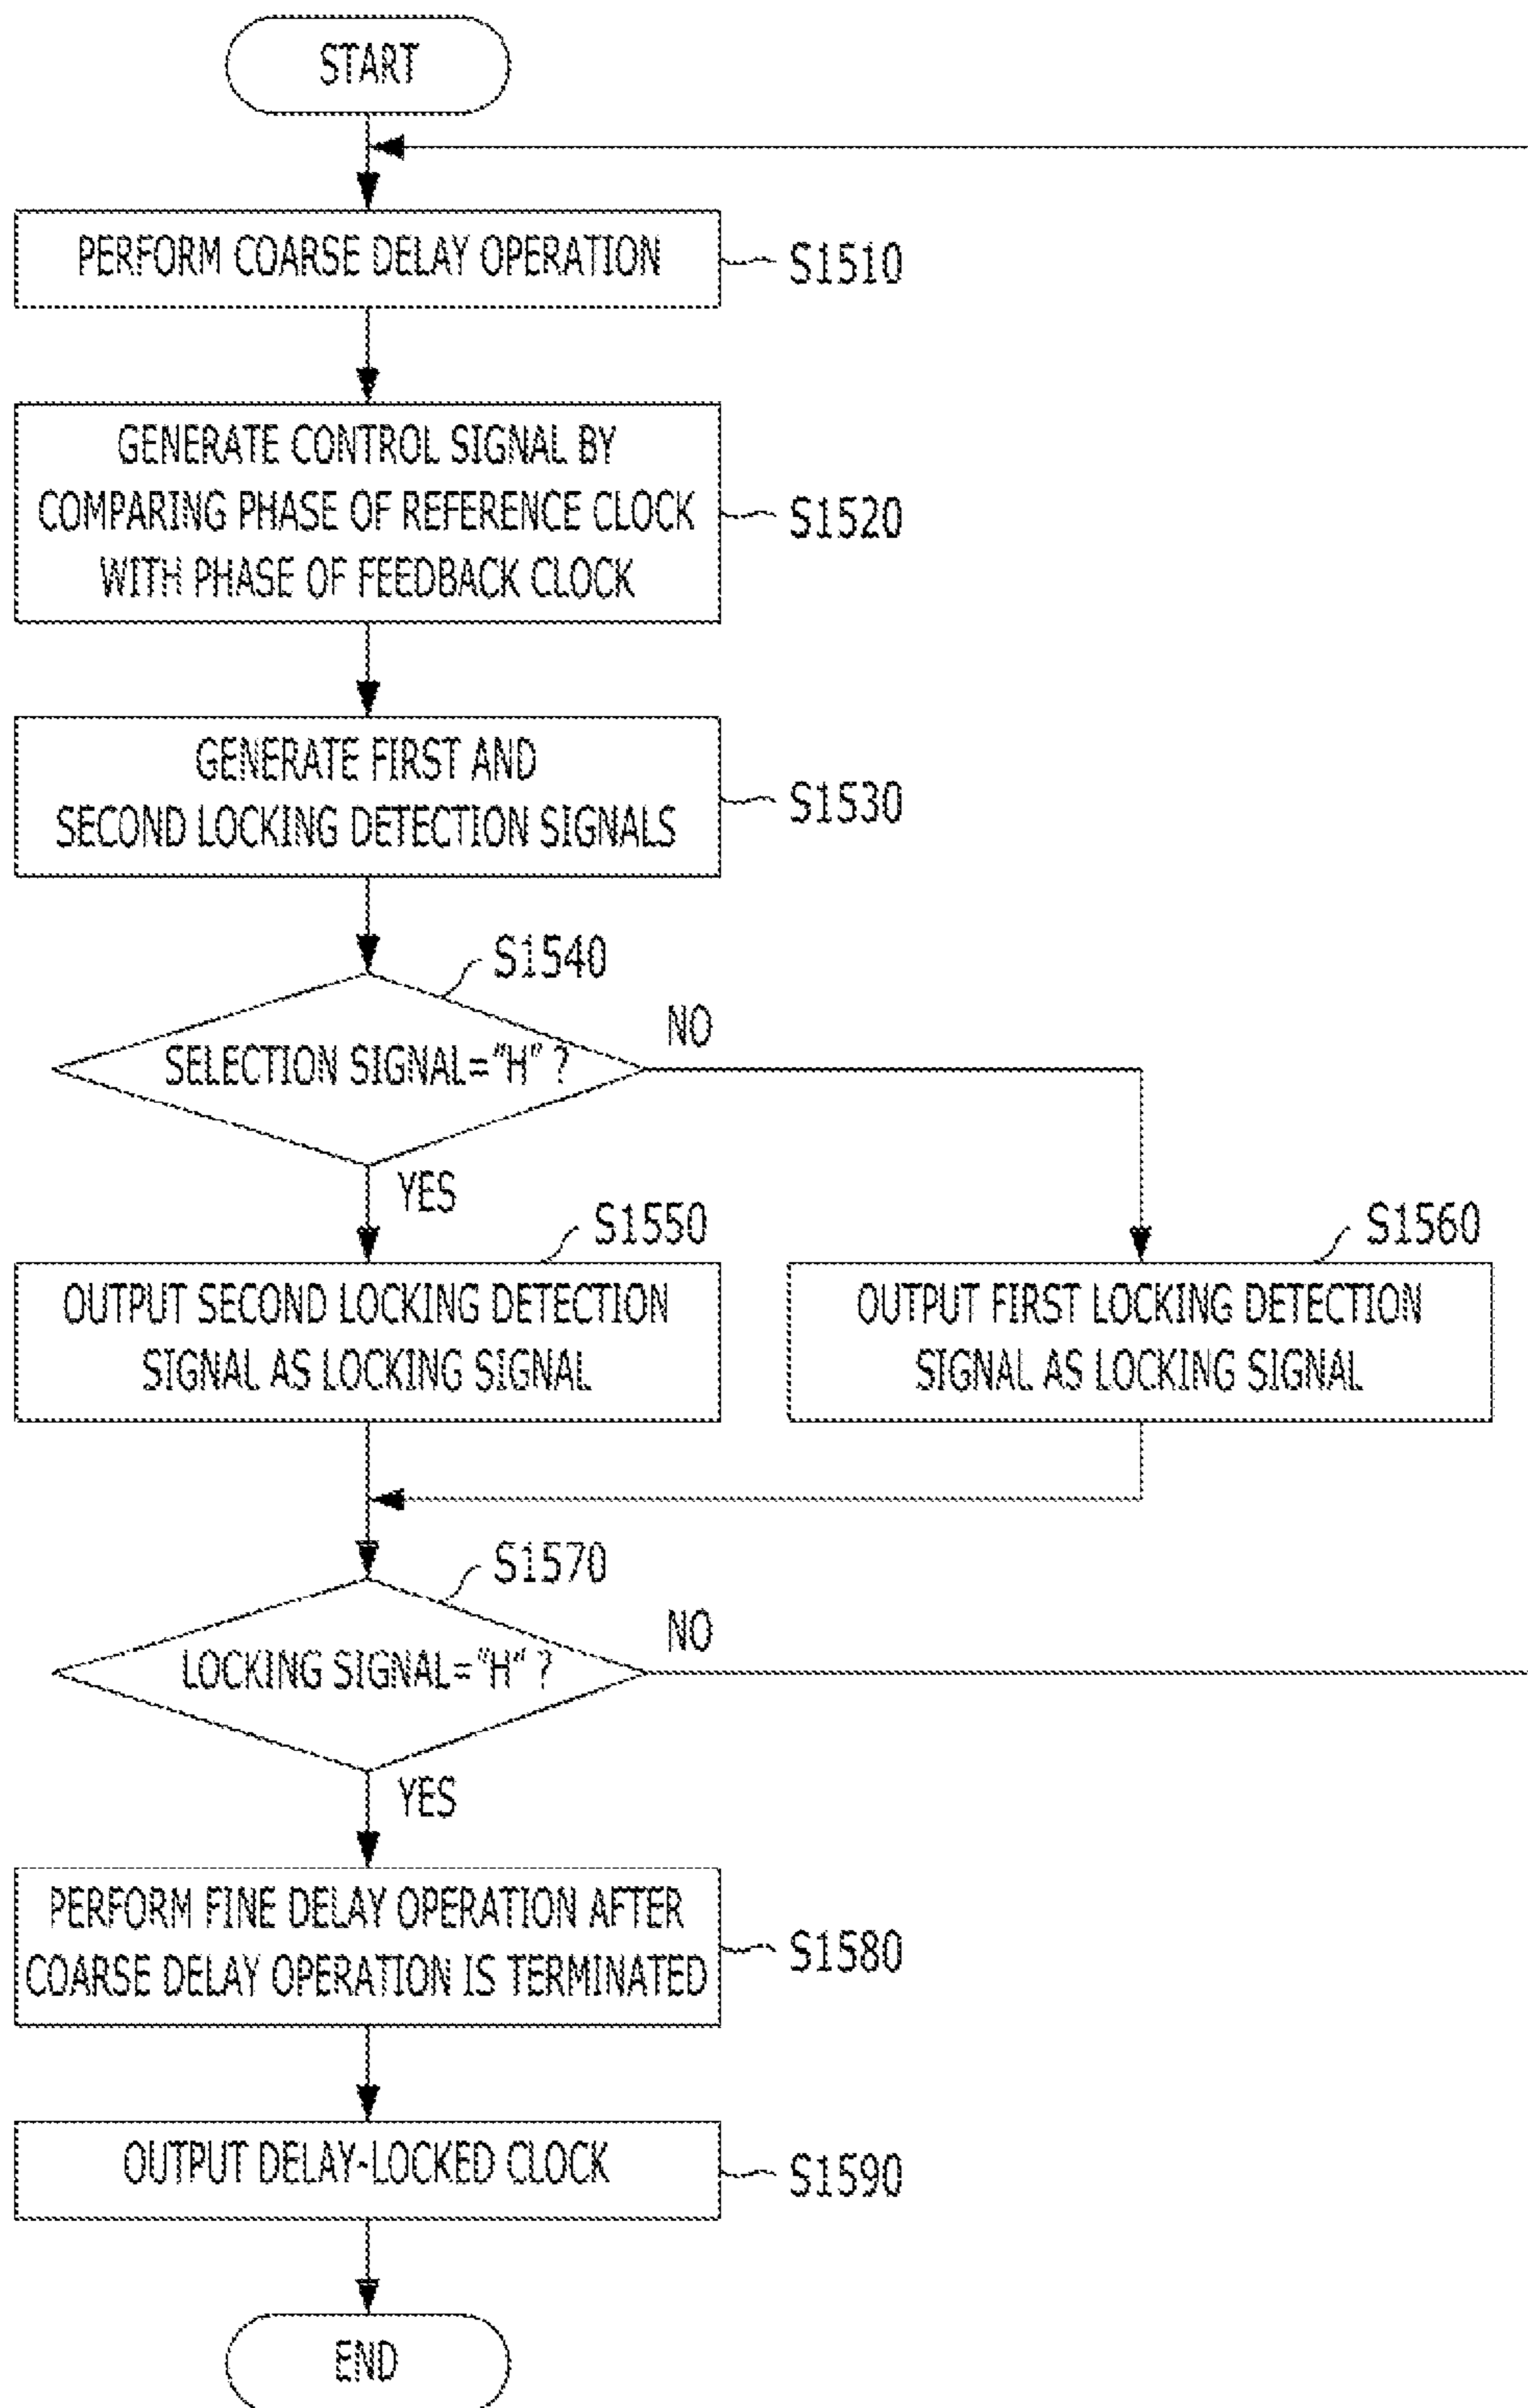 START
PERFORM COARSE DELAY OPERATION
S1510
GENERATE CONTROL SIGNAL BY
COMPARING PHASE OF REFERENCE CLOCK
WITH PHASE OF FEEDBACK CLOCK
S1520
GENERATE FIRST AND
SECOND LOCKING DETECTION SIGNALS
S1530
S1540
SELECTION SIGNAL="H" ?
NO
YES
S1550
OUTPUT SECOND LOCKING DETECTION
SIGNAL AS LOCKING SIGNAL
S1560
OUTPUT FIRST LOCKING DETECTION
SIGNAL AS LOCKING SIGNAL
S1570
LOCKING SIGNAL="H" ?
NO
YES
PERFORM FINE DELAY OPERATION AFTER
COARSE DELAY OPERATION IS TERMINATED
S1580
OUTPUT DELAY-LOCKED CLOCK
S1590
END